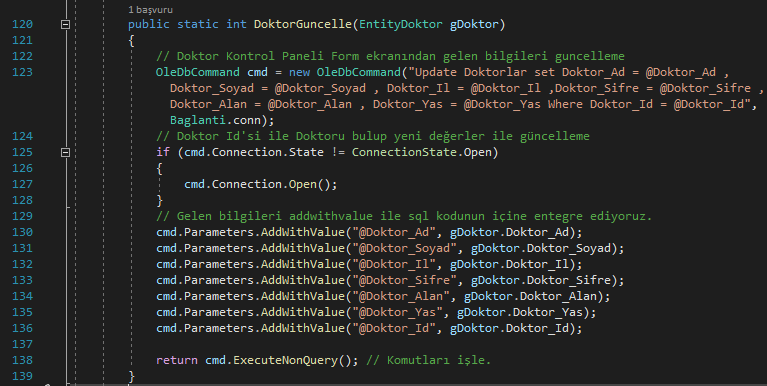 1 başvuru
120 public static int DoktorGuncelle(EntityDoktor gDoktor)
121 {
122 // Doktor Kontrol Paneli Form ekranından gelen bilgileri guncelleme
123 OleDbCommand cmd = new OleDbCommand("Update Doktorlar set Doktor_Ad = @Doktor_Ad ,
Doktor_Soyad = @Doktor_Soyad , Doktor_Il = @Doktor_Il ,Doktor_Sifre = @Doktor_Sifre ,
Doktor_Alan = @Doktor_Alan , Doktor_Yas = @Doktor_Yas Where Doktor_Id = @Doktor_Id",
Baglanti.conn);
124 // Doktor Id'si ile Doktoru bulup yeni değerler ile güncelleme
125 if (cmd.Connection.State != ConnectionState.Open)
126 {
127 cmd.Connection.Open();
128 }
129 // Gelen bilgileri addwithvalue ile sql kodunun içine entegre ediyoruz.
130 cmd.Parameters.AddWithValue("@Doktor_Ad", gDoktor.Doktor_Ad);
131 cmd.Parameters.AddWithValue("@Doktor_Soyad", gDoktor.Doktor_Soyad);
132 cmd.Parameters.AddWithValue("@Doktor_Il", gDoktor.Doktor_Il);
133 cmd.Parameters.AddWithValue("@Doktor_Sifre", gDoktor.Doktor_Sifre);
134 cmd.Parameters.AddWithValue("@Doktor_Alan", gDoktor.Doktor_Alan);
135 cmd.Parameters.AddWithValue("@Doktor_Yas", gDoktor.Doktor_Yas);
136 cmd.Parameters.AddWithValue("@Doktor_Id", gDoktor.Doktor_Id);
137
138 return cmd.ExecuteNonQuery(); // Komutları işle.
139 }